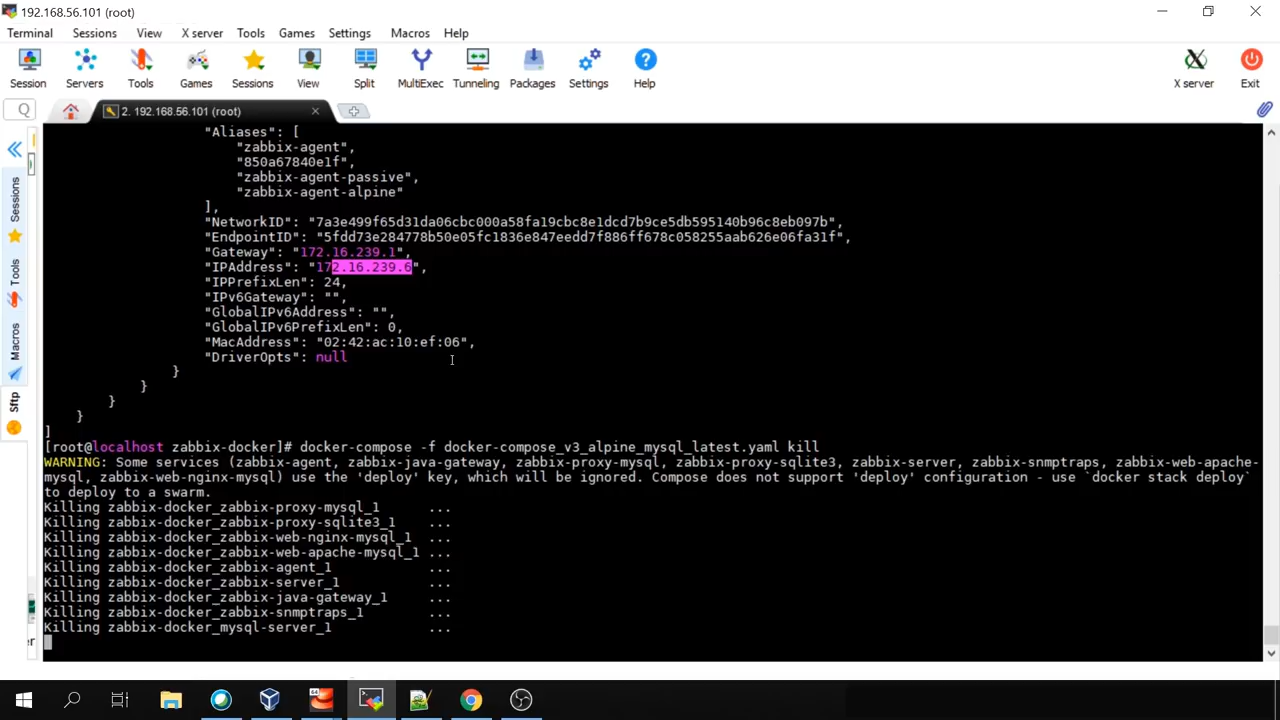 192.168.56.101 (root)
Terminal Sessions View X server Tools Games Settings Macros Help
Session Servers Tools Games Sessions View Split MultiExec Tunneling Packages Settings Help X server Exit
2. 192.168.56.101 (root)
Sessions
Tools
Macros
Sftp
"Aliases": [
"zabbix-agent",
"850a67840e1f",
"zabbix-agent-passive",
"zabbix-agent-alpine"
],
"NetworkID": "7a3e499f65d31da06cbc000a58fa19cbc8e1dcd7b9ce5db595140b96c8eb097b",
"EndpointID": "5fdd73e284778b50e05fc1836e847eedd7f886ff678c058255aab626e06fa31f",
"Gateway": "172.16.239.1",
"IPAddress": "172.16.239.6",
"IPPrefixLen": 24,
"IPv6Gateway": "",
"GlobalIPv6Address": "",
"GlobalIPv6PrefixLen": 0,
"MacAddress": "02:42:ac:10:ef:06",
"DriverOpts": null
}
}
}
}
]
[root@localhost zabbix-docker]# docker-compose -f docker-compose_v3_alpine_mysql_latest.yaml kill
WARNING: Some services (zabbix-agent, zabbix-java-gateway, zabbix-proxy-mysql, zabbix-proxy-sqlite3, zabbix-server, zabbix-snmptraps, zabbix-web-apache-
mysql, zabbix-web-nginx-mysql) use the 'deploy' key, which will be ignored. Compose does not support 'deploy' configuration - use `docker stack deploy`
to deploy to a swarm.
Killing zabbix-docker_zabbix-proxy-mysql_1 ...
Killing zabbix-docker_zabbix-proxy-sqlite3_1 ...
Killing zabbix-docker_zabbix-web-nginx-mysql_1 ...
Killing zabbix-docker_zabbix-web-apache-mysql_1 ...
Killing zabbix-docker_zabbix-agent_1 ...
Killing zabbix-docker_zabbix-server_1 ...
Killing zabbix-docker_zabbix-java-gateway_1 ...
Killing zabbix-docker_zabbix-snmptraps_1 ...
Killing zabbix-docker_mysql-server_1 ...